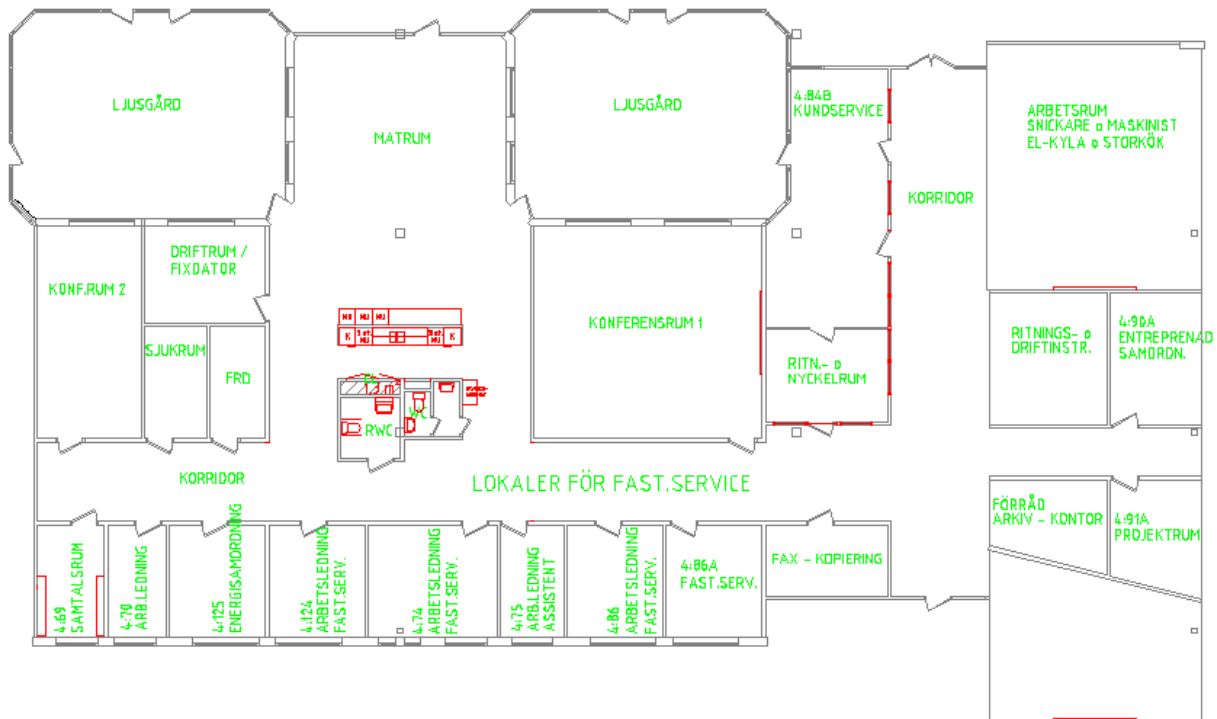 LJUSGÅRD
MATRUM
LJUSGÅRD
4:84B
KUNDSERVICE
ARBETSRUM
SNICKARE o MASKINIST
EL-KYLA o STORKÖK
KORRIDOR
DRIFTRUM /
FIXDATOR
KONF.RUM 2
KONFERENSRUM 1
SJUKRUM
FRD
RITN.- o
NYCKELRUM
RITNINGS- o
DRIFTINSTR.
4:90A
ENTREPRENAD
SAMORDN.
K
K
EL
WC
RWC
KORRIDOR
LOKALER FÖR FAST.SERVICE
FÖRRÅD
ARKIV - KONTOR
4:91A
PROJEKTRUM
4:69
SAMTALSRUM
4:70
ARB.LEDNING
4:125
ENERGISAMORDNING
4:124
ARBETSLEDNING
FAST.SERV.
4:74
ARBETSLEDNING
FAST.SERV.
4:75
ARB.LEDNING
ASSISTENT
4:86
ARBETSLEDNING
FAST.SERV.
4:86A
FAST.SERV.
FAX - KOPIERING